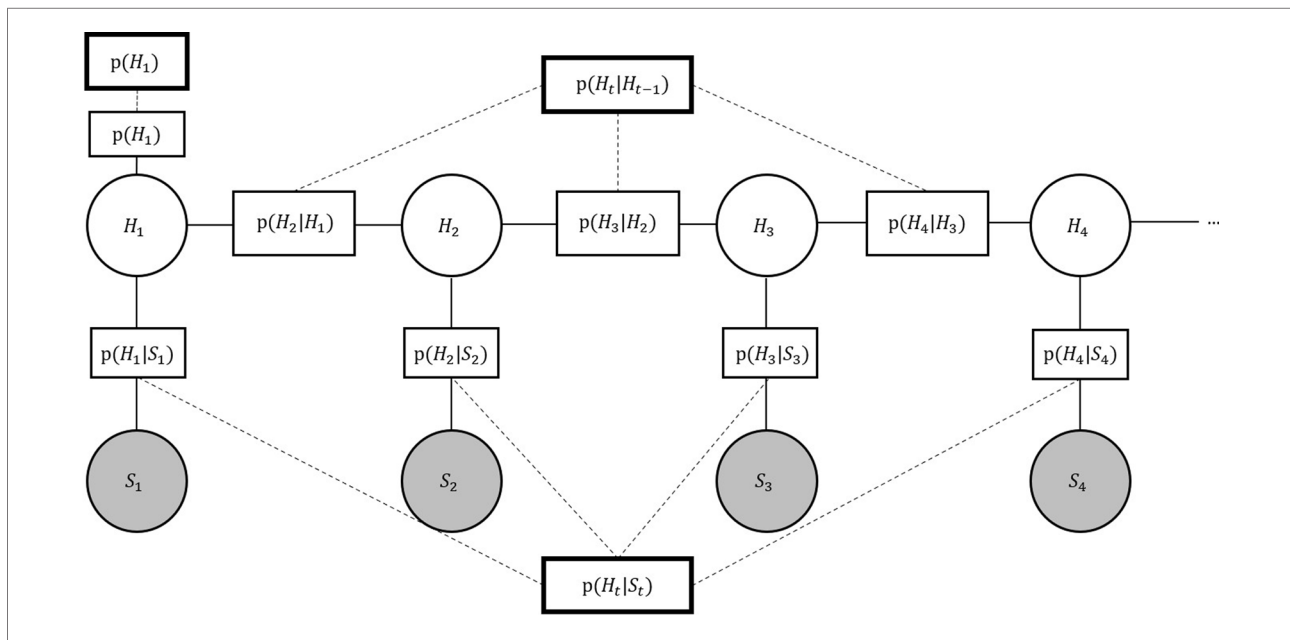 p(H₁)
p(Hₜ|Hₜ₋₁)
p(H₁)
H₁
p(H₂|H₁)
H₂
p(H₃|H₂)
H₃
p(H₄|H₃)
H₄
...
p(H₁|S₁)
p(H₂|S₂)
p(H₃|S₃)
p(H₄|S₄)
S₁
S₂
S₃
S₄
p(Hₜ|Sₜ)